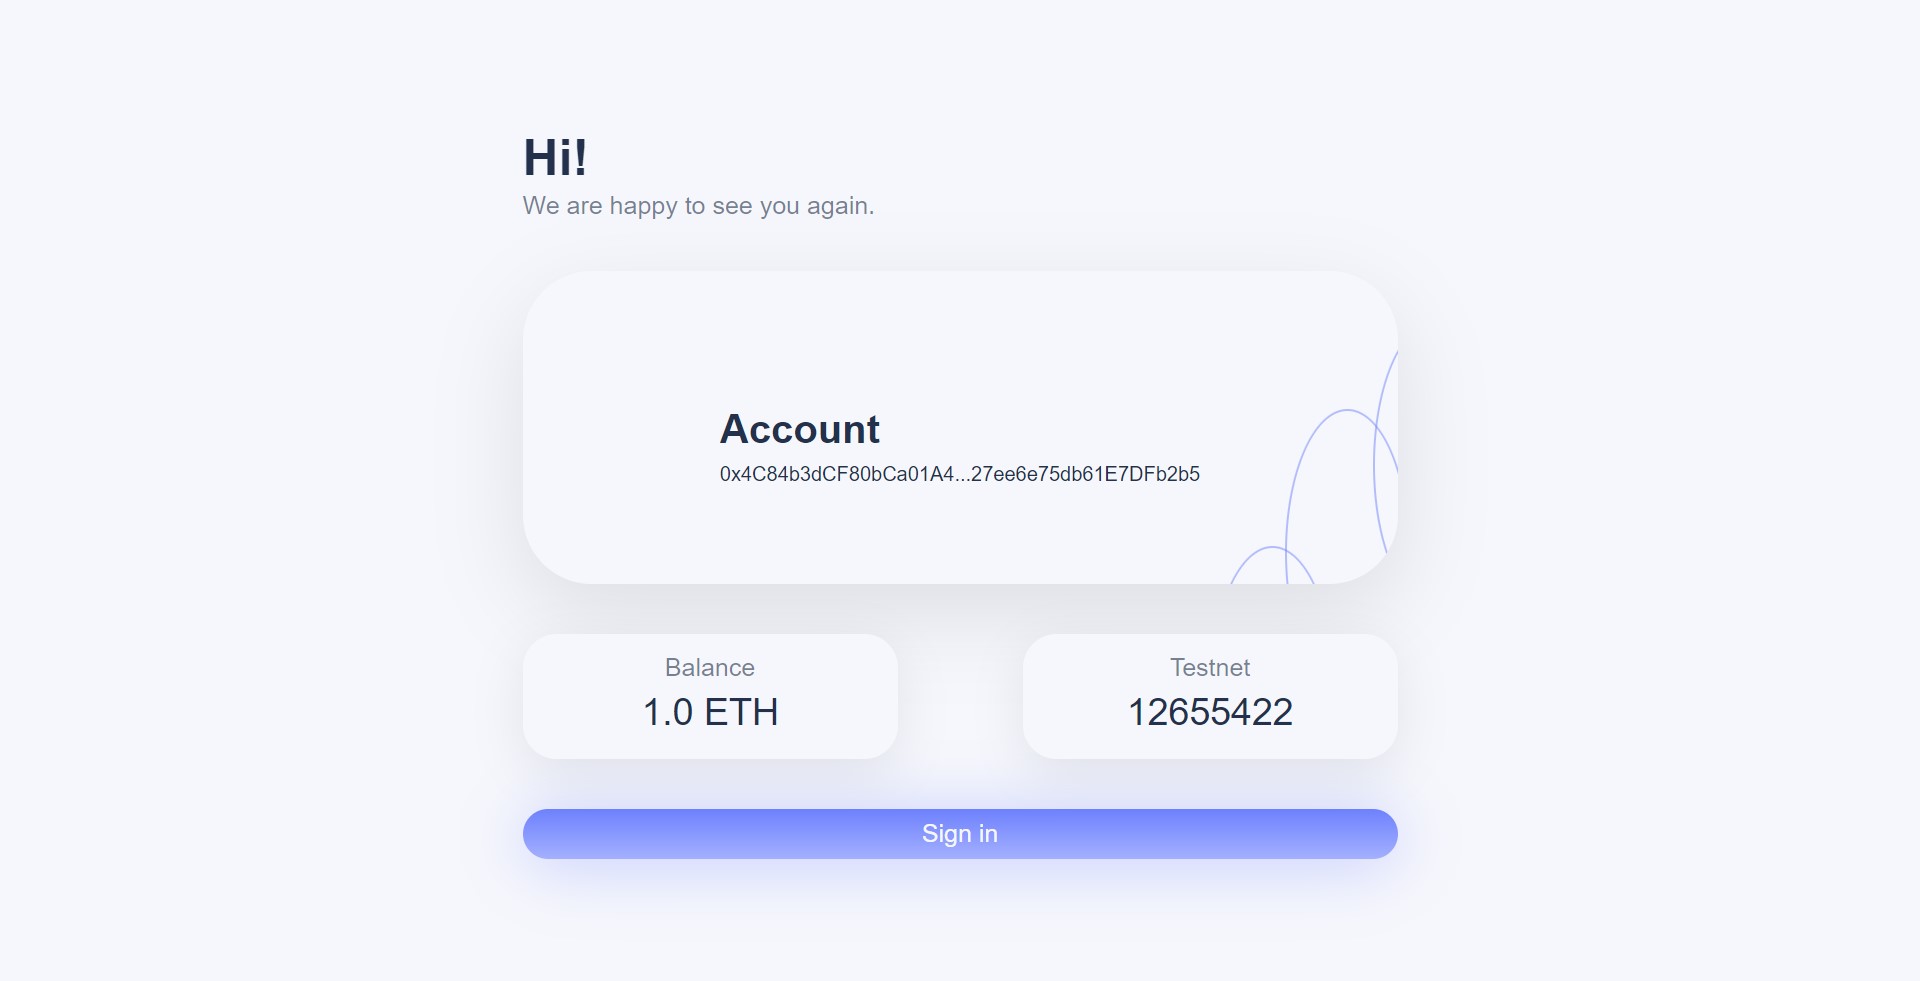 Hi!
We are happy to see you again.
Account
0x4C84b3dCF80bCa01A4...27ee6e75db61E7DFb2b5
Balance
1.0 ETH
Testnet
12655422
Sign in